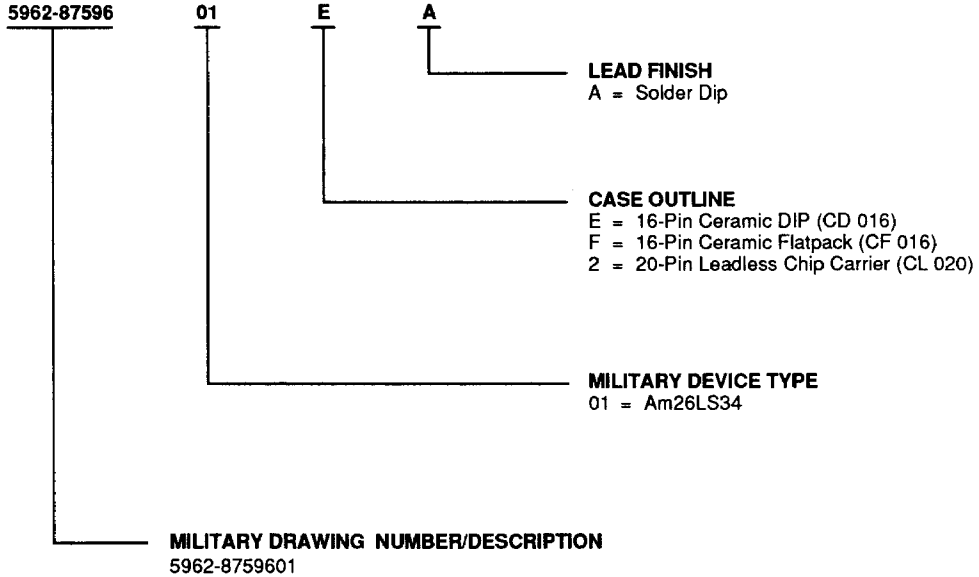 5962-87596 01 E A
LEAD FINISH
A = Solder Dip
CASE OUTLINE
E = 16-Pin Ceramic DIP (CD 016)
F = 16-Pin Ceramic Flatpack (CF 016)
2 = 20-Pin Leadless Chip Carrier (CL 020)
MILITARY DEVICE TYPE
01 = Am26LS34
MILITARY DRAWING NUMBER/DESCRIPTION
5962-8759601